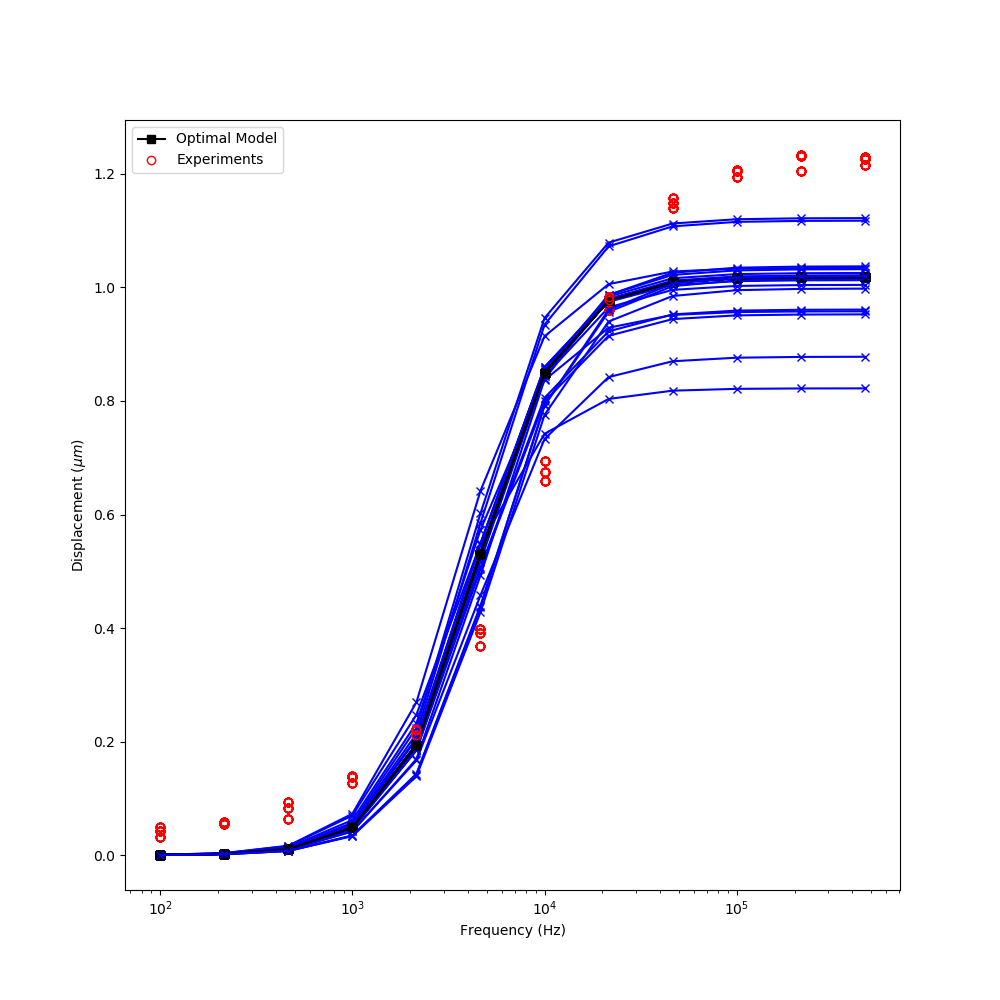 Optimal Model
Experiments
1.2
1.0
0.8
0.6
0.4
0.2
0.0
Displacement (μm)
10² 10³ 10⁴ 10⁵
Frequency (Hz)